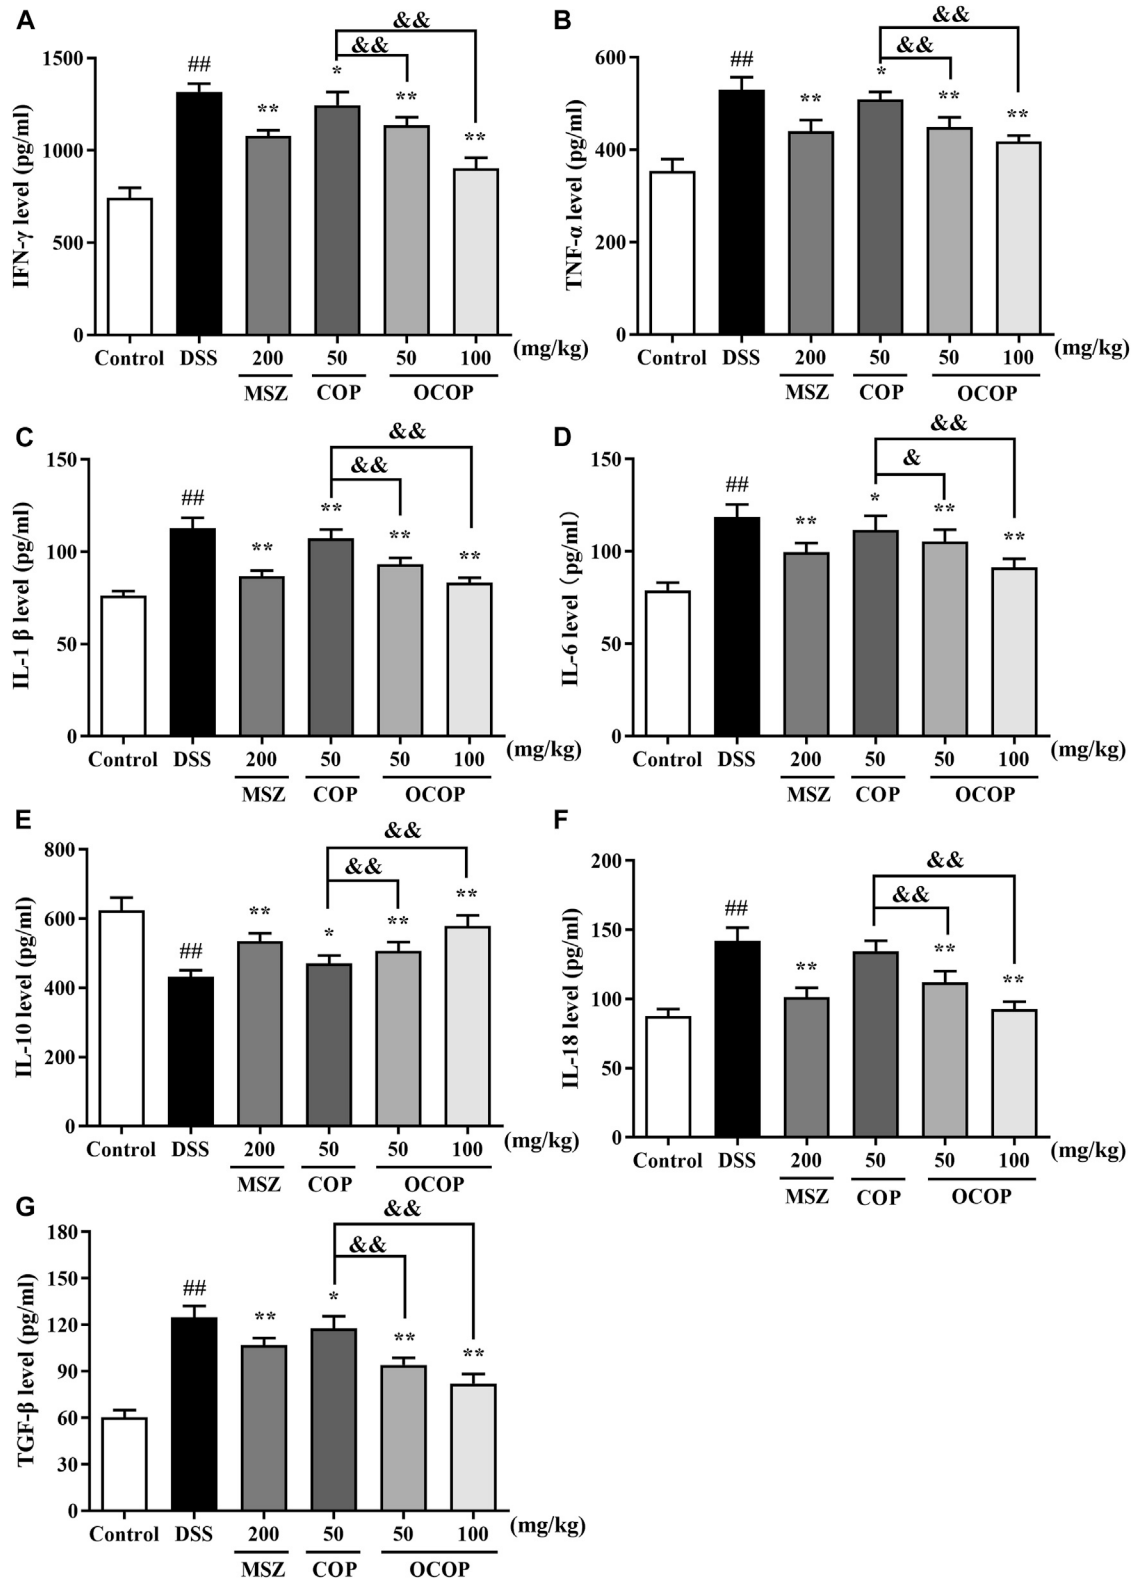 A
IFN-γ level (pg/ml)
1500
1000
500
0
##
**
*
**
**
&&
&&
Control DSS 200 50 50 100 (mg/kg)
MSZ COP OCOP
B
TNF-α level (pg/ml)
600
400
200
0
##
**
*
**
**
&&
&&
Control DSS 200 50 50 100 (mg/kg)
MSZ COP OCOP
C
IL-1 β level (pg/ml)
150
100
50
0
##
**
**
**
**
&&
&&
Control DSS 200 50 50 100 (mg/kg)
MSZ COP OCOP
D
IL-6 level（pg/ml）
150
100
50
0
##
**
*
**
**
&
&&
Control DSS 200 50 50 100 (mg/kg)
MSZ COP OCOP
E
IL-10 level (pg/ml)
800
600
400
200
0
##
**
*
**
**
&&
&&
Control DSS 200 50 50 100 (mg/kg)
MSZ COP OCOP
F
IL-18 level (pg/ml)
200
150
100
50
0
##
**
**
**
&&
&&
Control DSS 200 50 50 100 (mg/kg)
MSZ COP OCOP
G
TGF-β level (pg/ml)
180
150
120
90
60
30
0
##
**
*
**
**
&&
&&
Control DSS 200 50 50 100 (mg/kg)
MSZ COP OCOP